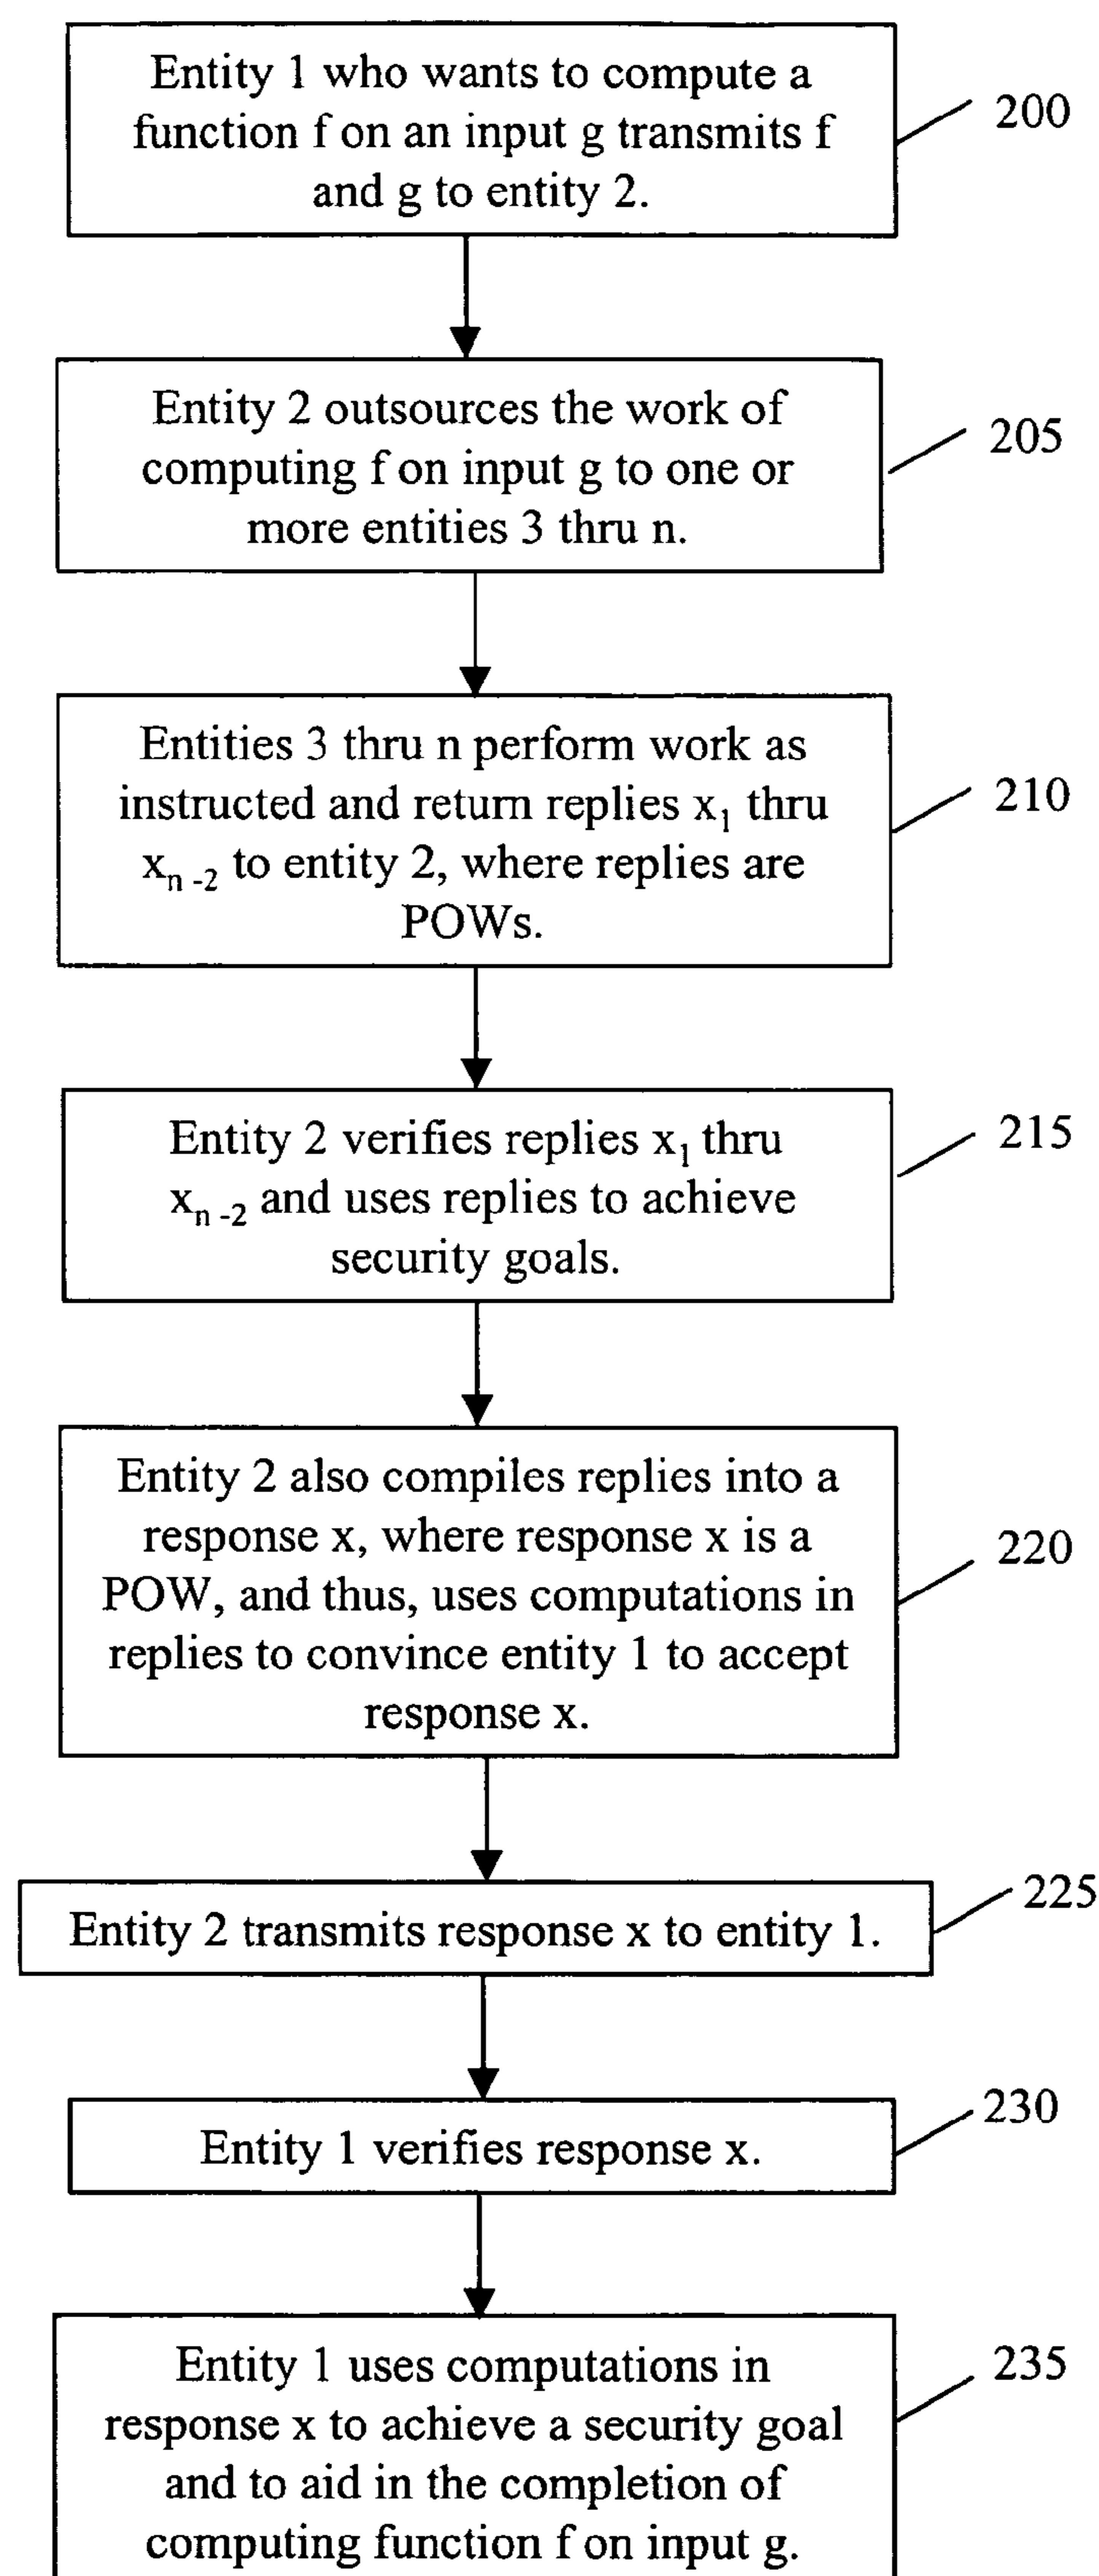 Entity 1 who wants to compute a
function f on an input g transmits f
and g to entity 2.
200
Entity 2 outsources the work of
computing f on input g to one or
more entities 3 thru n.
205
Entities 3 thru n perform work as
instructed and return replies x₁ thru
xₙ₋₂ to entity 2, where replies are
POWs.
210
Entity 2 verifies replies x₁ thru
xₙ₋₂ and uses replies to achieve
security goals.
215
Entity 2 also compiles replies into a
response x, where response x is a
POW, and thus, uses computations in
replies to convince entity 1 to accept
response x.
220
Entity 2 transmits response x to entity 1.
225
Entity 1 verifies response x.
230
Entity 1 uses computations in
response x to achieve a security goal
and to aid in the completion of
computing function f on input g.
235